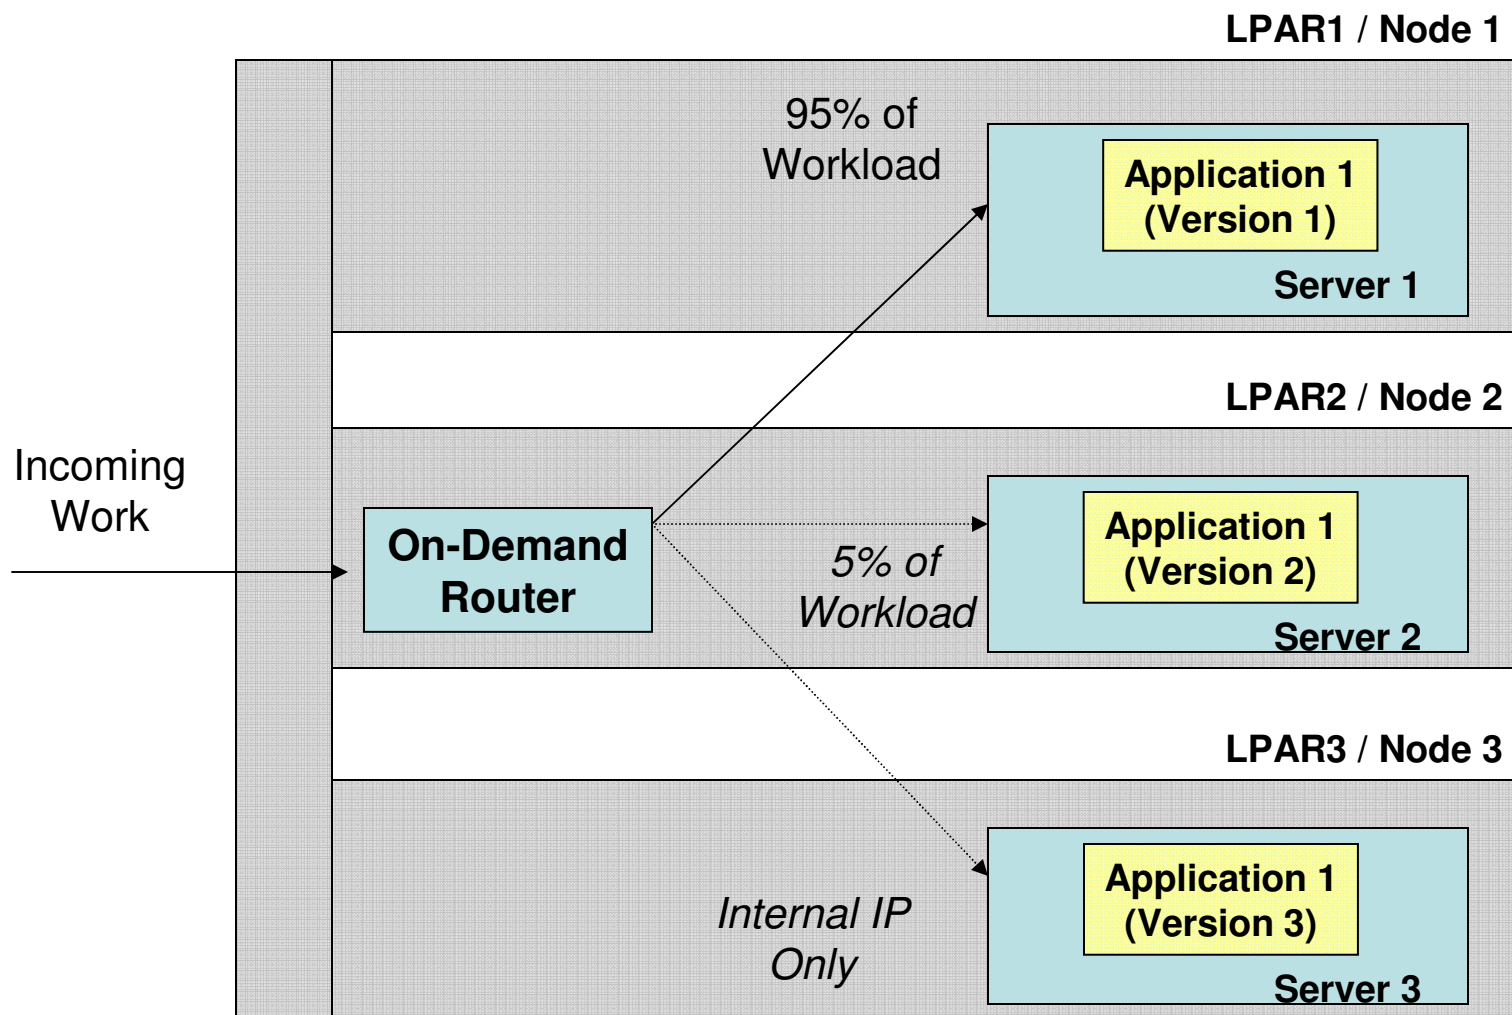 LPAR1 / Node 1
95% of
Workload
Application 1
(Version 1)
Server 1
LPAR2 / Node 2
Incoming
Work
On-Demand
Router
5% of
Workload
Application 1
(Version 2)
Server 2
LPAR3 / Node 3
Internal IP
Only
Application 1
(Version 3)
Server 3